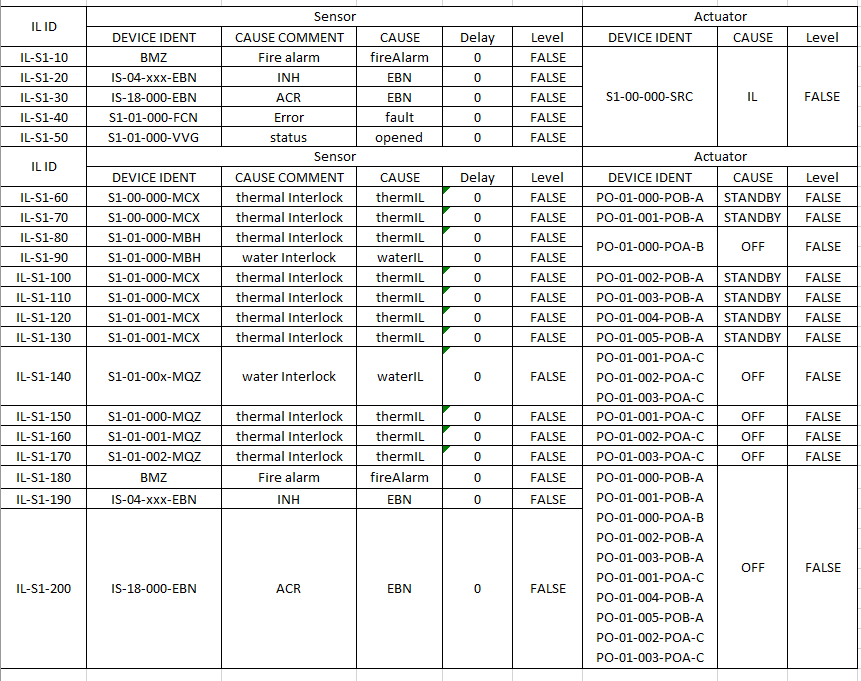 IL ID Sensor Actuator
DEVICE IDENT CAUSE COMMENT CAUSE Delay Level DEVICE IDENT CAUSE Level
IL-S1-10 BMZ Fire alarm fireAlarm 0 FALSE S1-00-000-SRC IL FALSE
IL-S1-20 IS-04-xxx-EBN INH EBN 0 FALSE
IL-S1-30 IS-18-000-EBN ACR EBN 0 FALSE
IL-S1-40 S1-01-000-FCN Error fault 0 FALSE
IL-S1-50 S1-01-000-VVG status opened 0 FALSE
IL ID Sensor Actuator
DEVICE IDENT CAUSE COMMENT CAUSE Delay Level DEVICE IDENT CAUSE Level
IL-S1-60 S1-00-000-MCX thermal Interlock thermIL 0 FALSE PO-01-000-POB-A STANDBY FALSE
IL-S1-70 S1-00-000-MCX thermal Interlock thermIL 0 FALSE PO-01-001-POB-A STANDBY FALSE
IL-S1-80 S1-01-000-MBH thermal Interlock thermIL 0 FALSE PO-01-000-POA-B OFF FALSE
IL-S1-90 S1-01-000-MBH water Interlock waterIL 0 FALSE
IL-S1-100 S1-01-000-MCX thermal Interlock thermIL 0 FALSE PO-01-002-POB-A STANDBY FALSE
IL-S1-110 S1-01-000-MCX thermal Interlock thermIL 0 FALSE PO-01-003-POB-A STANDBY FALSE
IL-S1-120 S1-01-001-MCX thermal Interlock thermIL 0 FALSE PO-01-004-POB-A STANDBY FALSE
IL-S1-130 S1-01-001-MCX thermal Interlock thermIL 0 FALSE PO-01-005-POB-A STANDBY FALSE
IL-S1-140 S1-01-00x-MQZ water Interlock waterIL 0 FALSE PO-01-001-POA-C OFF FALSE
PO-01-002-POA-C
PO-01-003-POA-C
IL-S1-150 S1-01-000-MQZ thermal Interlock thermIL 0 FALSE PO-01-001-POA-C OFF FALSE
IL-S1-160 S1-01-001-MQZ thermal Interlock thermIL 0 FALSE PO-01-002-POA-C OFF FALSE
IL-S1-170 S1-01-002-MQZ thermal Interlock thermIL 0 FALSE PO-01-003-POA-C OFF FALSE
IL-S1-180 BMZ Fire alarm fireAlarm 0 FALSE PO-01-000-POB-A OFF FALSE
IL-S1-190 IS-04-xxx-EBN INH EBN 0 FALSE PO-01-001-POB-A
IL-S1-200 IS-18-000-EBN ACR EBN 0 FALSE PO-01-000-POA-B
PO-01-002-POB-A
PO-01-003-POB-A
PO-01-001-POA-C
PO-01-004-POB-A
PO-01-005-POB-A
PO-01-002-POA-C
PO-01-003-POA-C